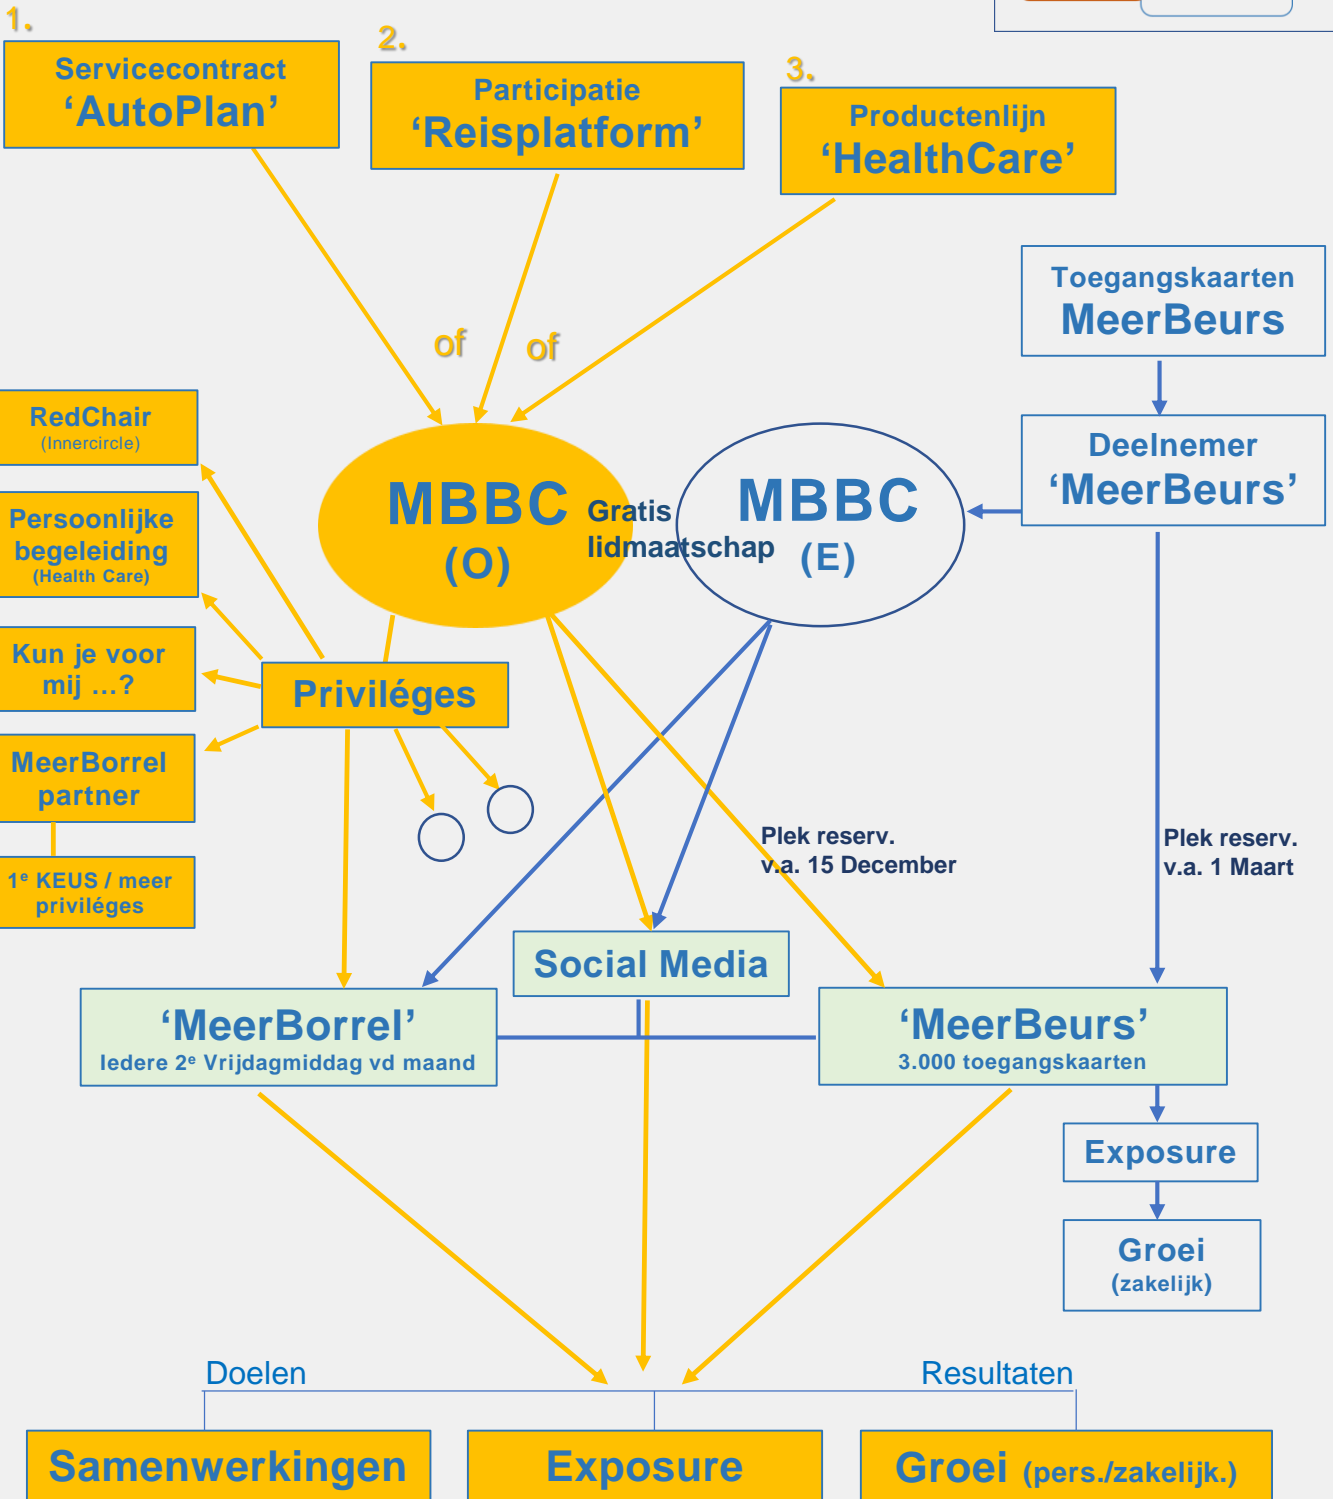 1.
Servicecontract
‘AutoPlan’
2.
Participatie
‘Reisplatform’
3.
Productenlijn
‘HealthCare’
Toegangskaarten
MeerBeurs
of
of
RedChair
(Innercircle)
Deelnemer
‘MeerBeurs’
MBBC
(O)
Gratis
lidmaatschap
MBBC
(E)
Persoonlijke
begeleiding
(Health Care)
Kun je voor
mij ...?
Priviléges
MeerBorrel
partner
1e KEUS / meer
priviléges
Plek reserv.
v.a. 15 December
Plek reserv.
v.a. 1 Maart
Social Media
‘MeerBorrel’
Iedere 2e Vrijdagmiddag vd maand
‘MeerBeurs’
3.000 toegangskaarten
Exposure
Groei
(zakelijk)
Doelen
Resultaten
Samenwerkingen
Exposure
Groei (pers./zakelijk.)